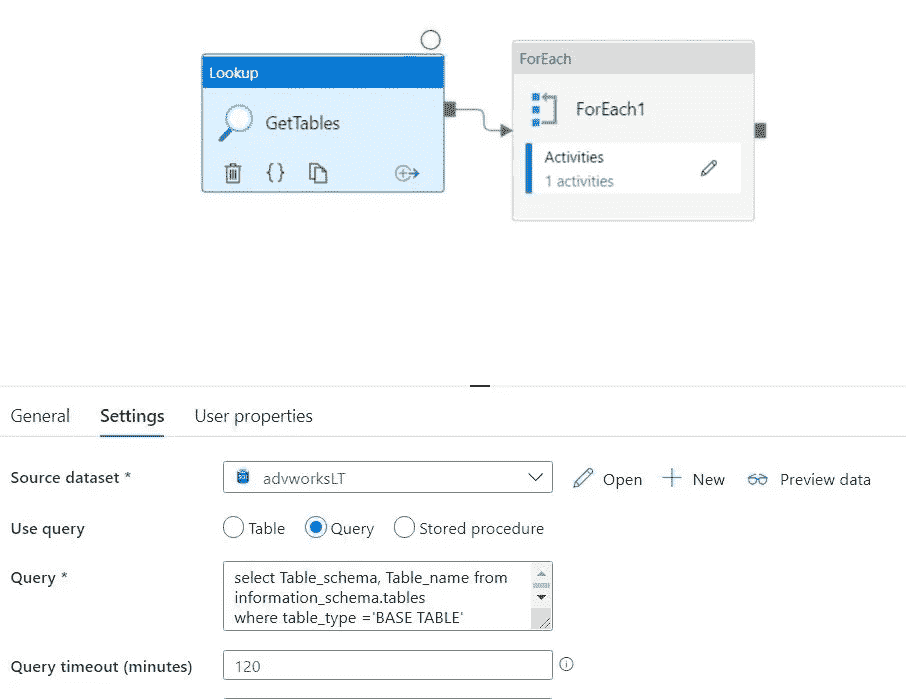 Lookup
ForEach
GetTables
ForEach1
Activities
1 activities
{}
General Settings User properties
Source dataset * advworksLT Open New Preview data
Use query Table Query Stored procedure
Query * select Table_schema, Table_name from
information_schema.tables
where table_type ='BASE TABLE'
Query timeout (minutes) 120